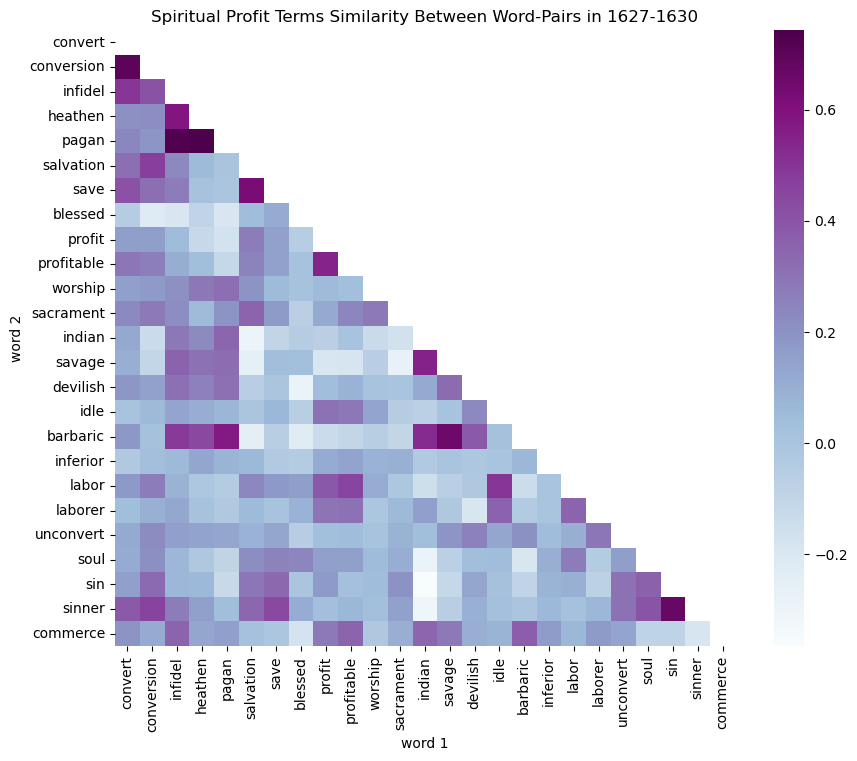 Spiritual Profit Terms Similarity Between Word-Pairs in 1627-1630
convert
conversion
infidel
heathen
pagan
salvation
save
blessed
profit
profitable
worship
sacrament
indian
savage
devilish
idle
barbaric
inferior
labor
laborer
unconvert
soul
sin
sinner
commerce
word 2
convert
conversion
infidel
heathen
pagan
salvation
save
blessed
profit
profitable
worship
sacrament
indian
savage
devilish
idle
barbaric
inferior
labor
laborer
unconvert
soul
sin
sinner
commerce
word 1
0.6
0.4
0.2
0.0
−0.2